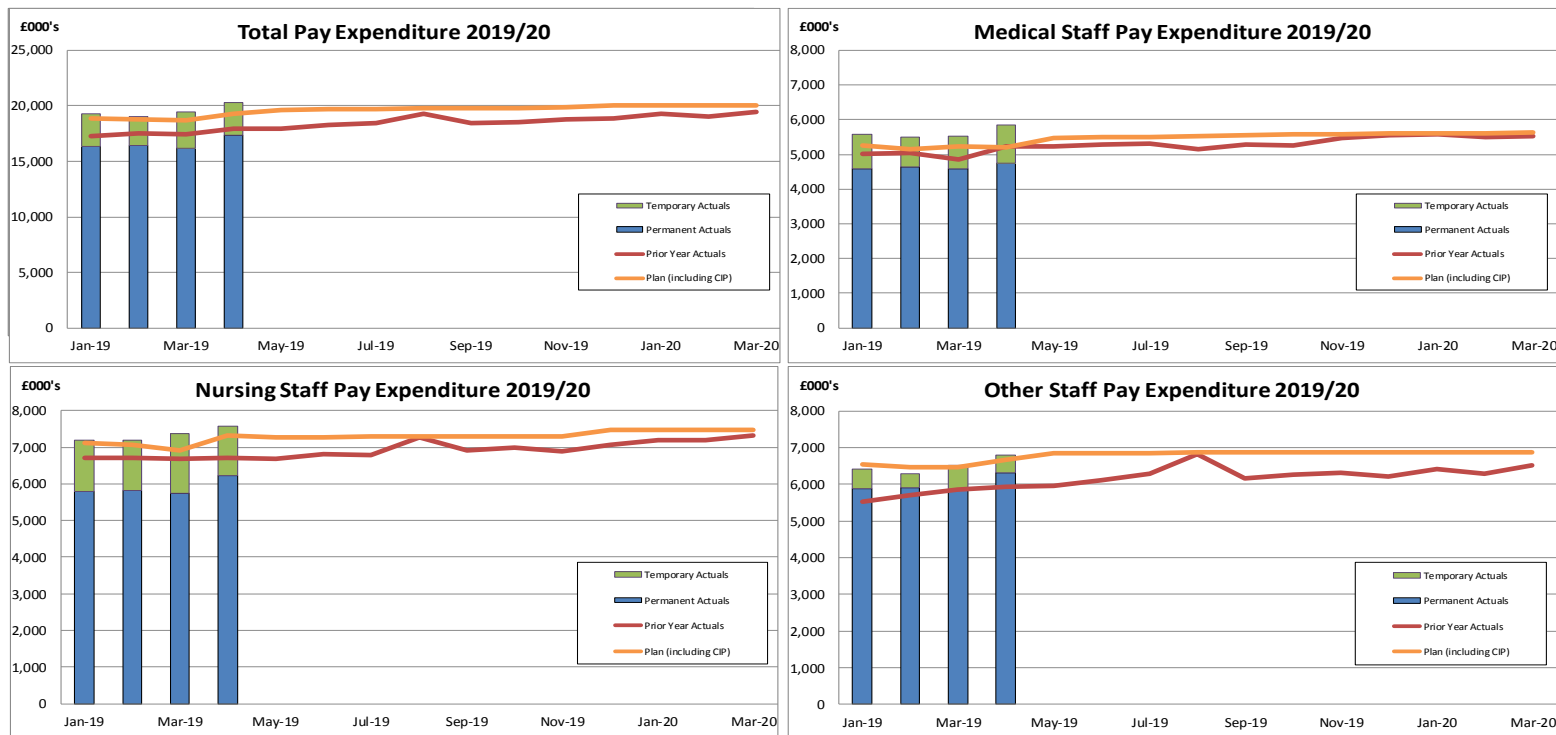 £000's
Total Pay Expenditure 2019/20
25,000
20,000
15,000
10,000
5,000
0
Temporary Actuals
Permanent Actuals
Prior Year Actuals
Plan (including CIP)
Jan-19 Mar-19 May-19 Jul-19 Sep-19 Nov-19 Jan-20 Mar-20
£000's
Medical Staff Pay Expenditure 2019/20
8,000
7,000
6,000
5,000
4,000
3,000
2,000
1,000
0
Temporary Actuals
Permanent Actuals
Prior Year Actuals
Plan (including CIP)
Jan-19 Mar-19 May-19 Jul-19 Sep-19 Nov-19 Jan-20 Mar-20
£000's
Nursing Staff Pay Expenditure 2019/20
8,000
7,000
6,000
5,000
4,000
3,000
2,000
1,000
0
Temporary Actuals
Permanent Actuals
Prior Year Actuals
Plan (including CIP)
Jan-19 Mar-19 May-19 Jul-19 Sep-19 Nov-19 Jan-20 Mar-20
£000's
Other Staff Pay Expenditure 2019/20
8,000
7,000
6,000
5,000
4,000
3,000
2,000
1,000
0
Temporary Actuals
Permanent Actuals
Prior Year Actuals
Plan (including CIP)
Jan-19 Mar-19 May-19 Jul-19 Sep-19 Nov-19 Jan-20 Mar-20